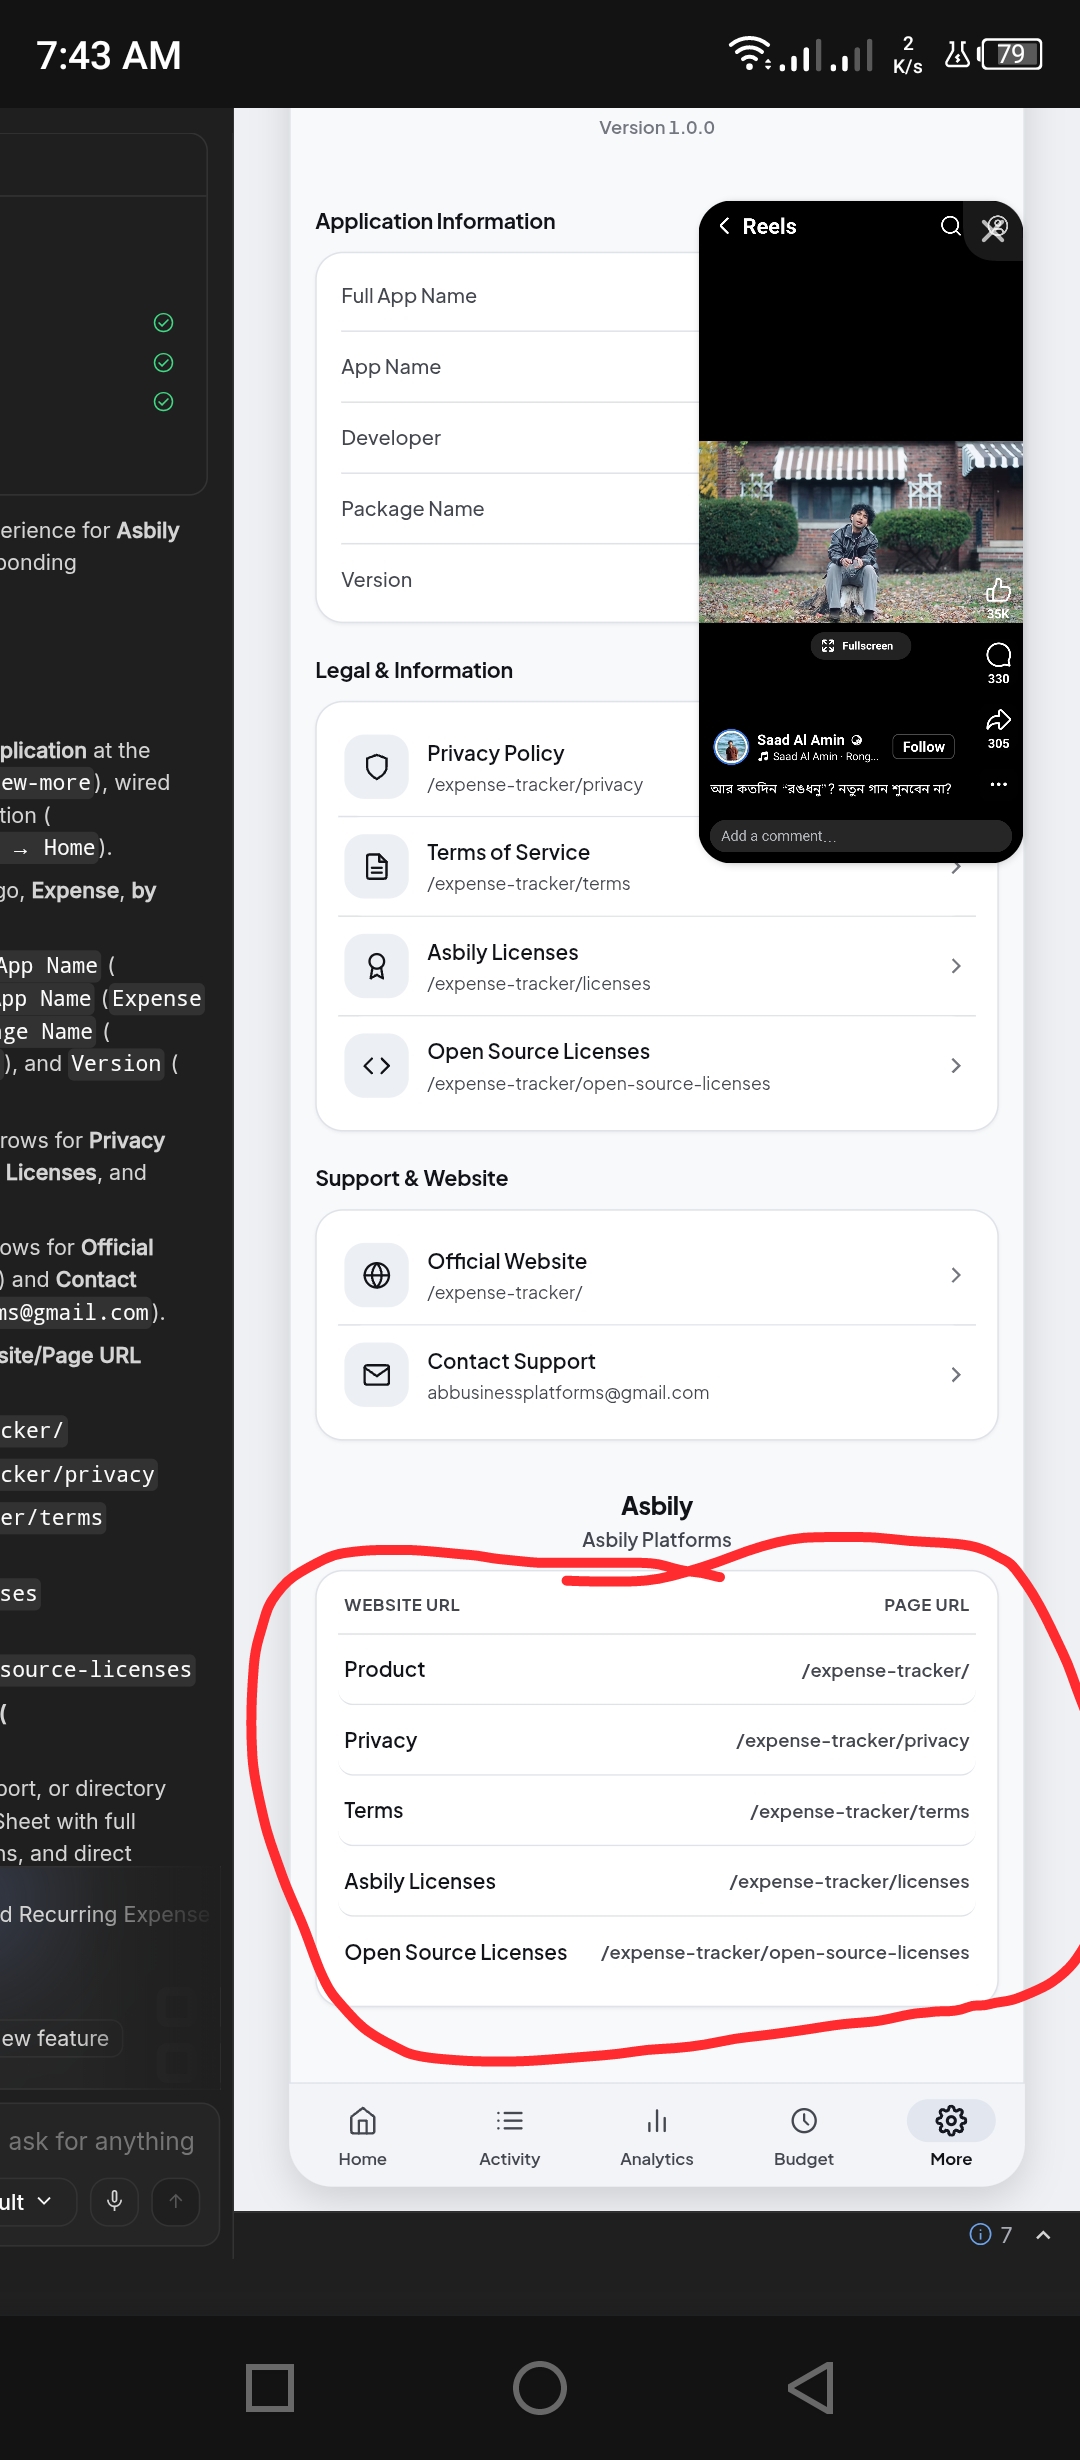 7:43 AM
2
K/s
79
Version 1.0.0
Application Information
Full App Name
App Name
Developer
Package Name
Version
Reels
35K
Fullscreen
330
305
Saad Al Amin
Follow
Saad Al Amin · Rong...
আর কতদিন "রঙধনু"? নতুন গান শুনবেন না?
Add a comment...
erience for Asbily
ponding
plication at the
ew-more), wired
tion (
→ Home).
go, Expense, by
App Name (
App Name (Expense
age Name (
), and Version (
rows for Privacy
Licenses, and
ows for Official
) and Contact
ms@gmail.com).
site/Page URL
cker/
cker/privacy
er/terms
ses
source-licenses
(
port, or directory
Sheet with full
ns, and direct
d Recurring Expense
ew feature
ask for anything
ult
Legal & Information
Privacy Policy
/expense-tracker/privacy
Terms of Service
/expense-tracker/terms
Asbily Licenses
/expense-tracker/licenses
Open Source Licenses
/expense-tracker/open-source-licenses
Support & Website
Official Website
/expense-tracker/
Contact Support
abbusinessplatforms@gmail.com
Asbily
Asbily Platforms
WEBSITE URL PAGE URL
Product /expense-tracker/
Privacy /expense-tracker/privacy
Terms /expense-tracker/terms
Asbily Licenses /expense-tracker/licenses
Open Source Licenses /expense-tracker/open-source-licenses
Home Activity Analytics Budget More
7